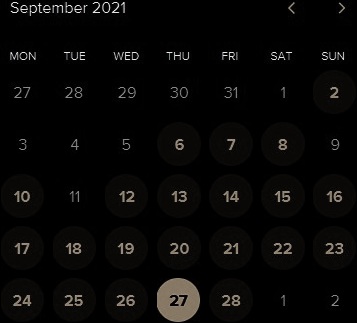 September 2021
MON TUE WED THU FRI SAT SUN
27 28 29 30 31 1 2
3 4 5 6 7 8 9
10 11 12 13 14 15 16
17 18 19 20 21 22 23
24 25 26 27 28 1 2